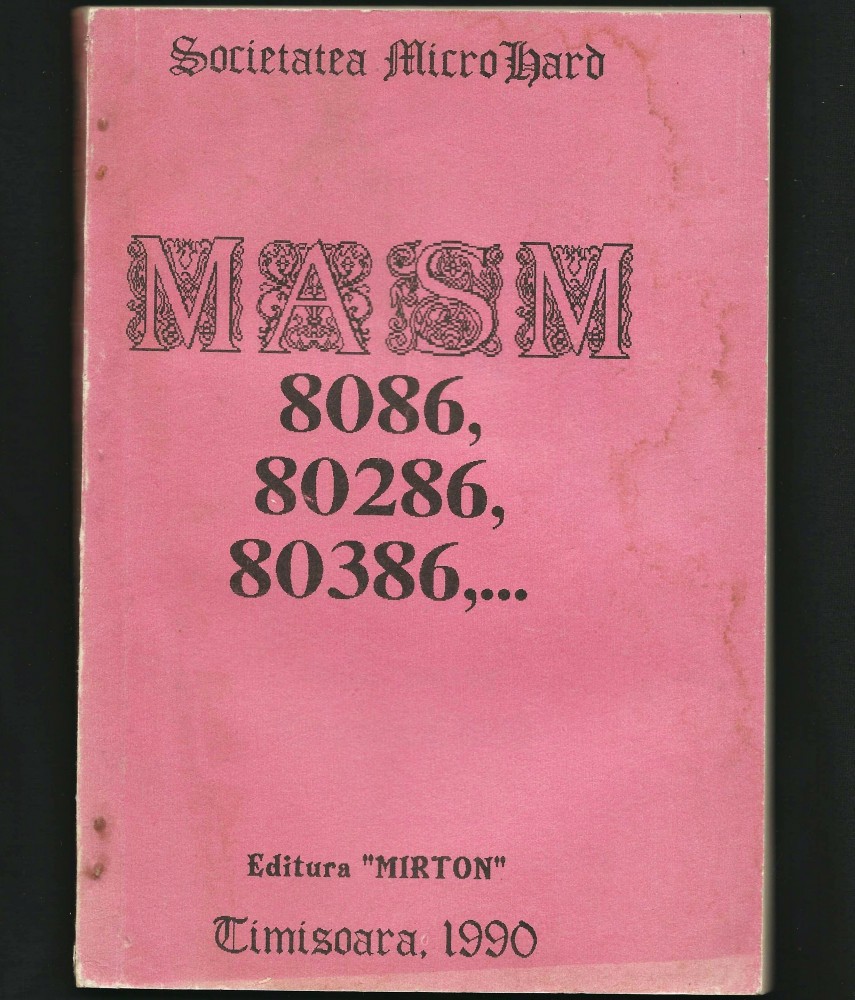 Societatea MicroHard
MASM
8086,
80286,
80386,...
Editura "MIRTON"
Timisoara, 1990